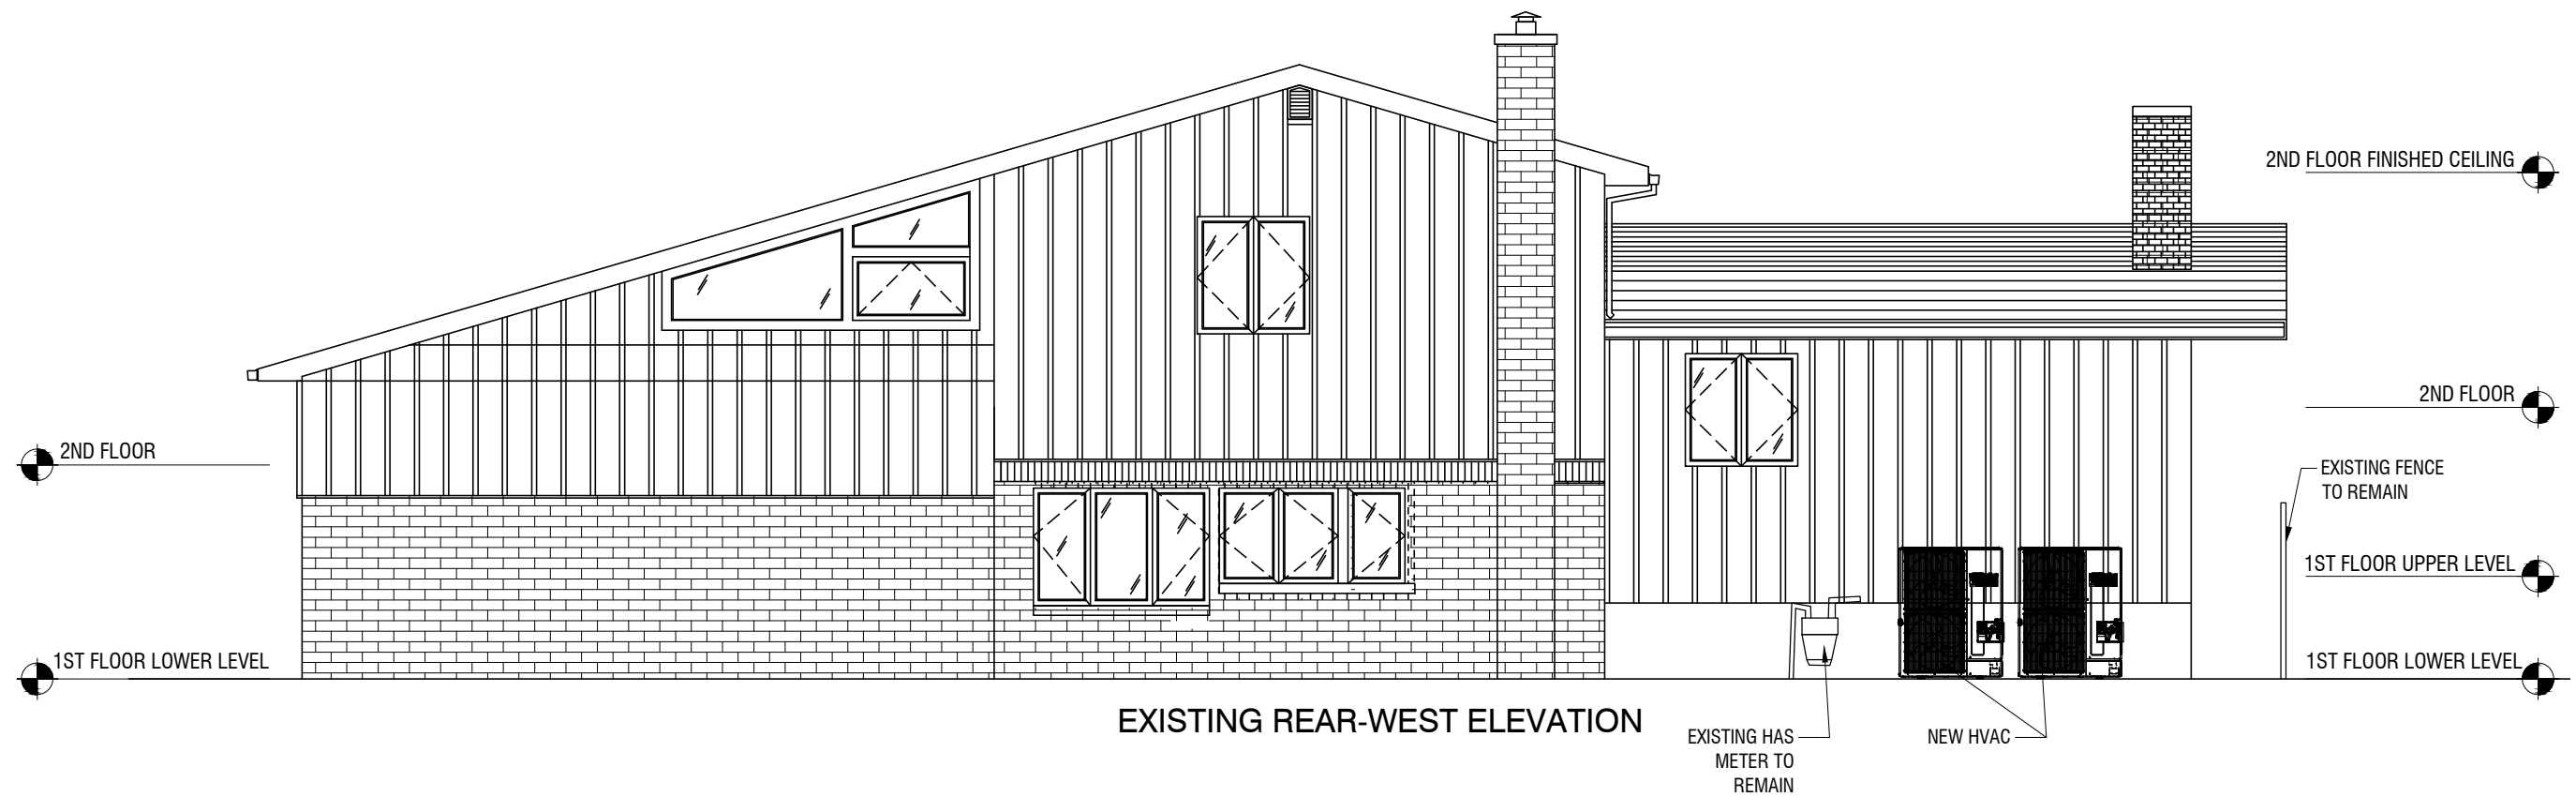 2ND FLOOR FINISHED CEILING
2ND FLOOR
2ND FLOOR
EXISTING FENCE
TO REMAIN
1ST FLOOR UPPER LEVEL
1ST FLOOR LOWER LEVEL
1ST FLOOR LOWER LEVEL
EXISTING REAR-WEST ELEVATION
EXISTING HAS
METER TO
REMAIN
NEW HVAC